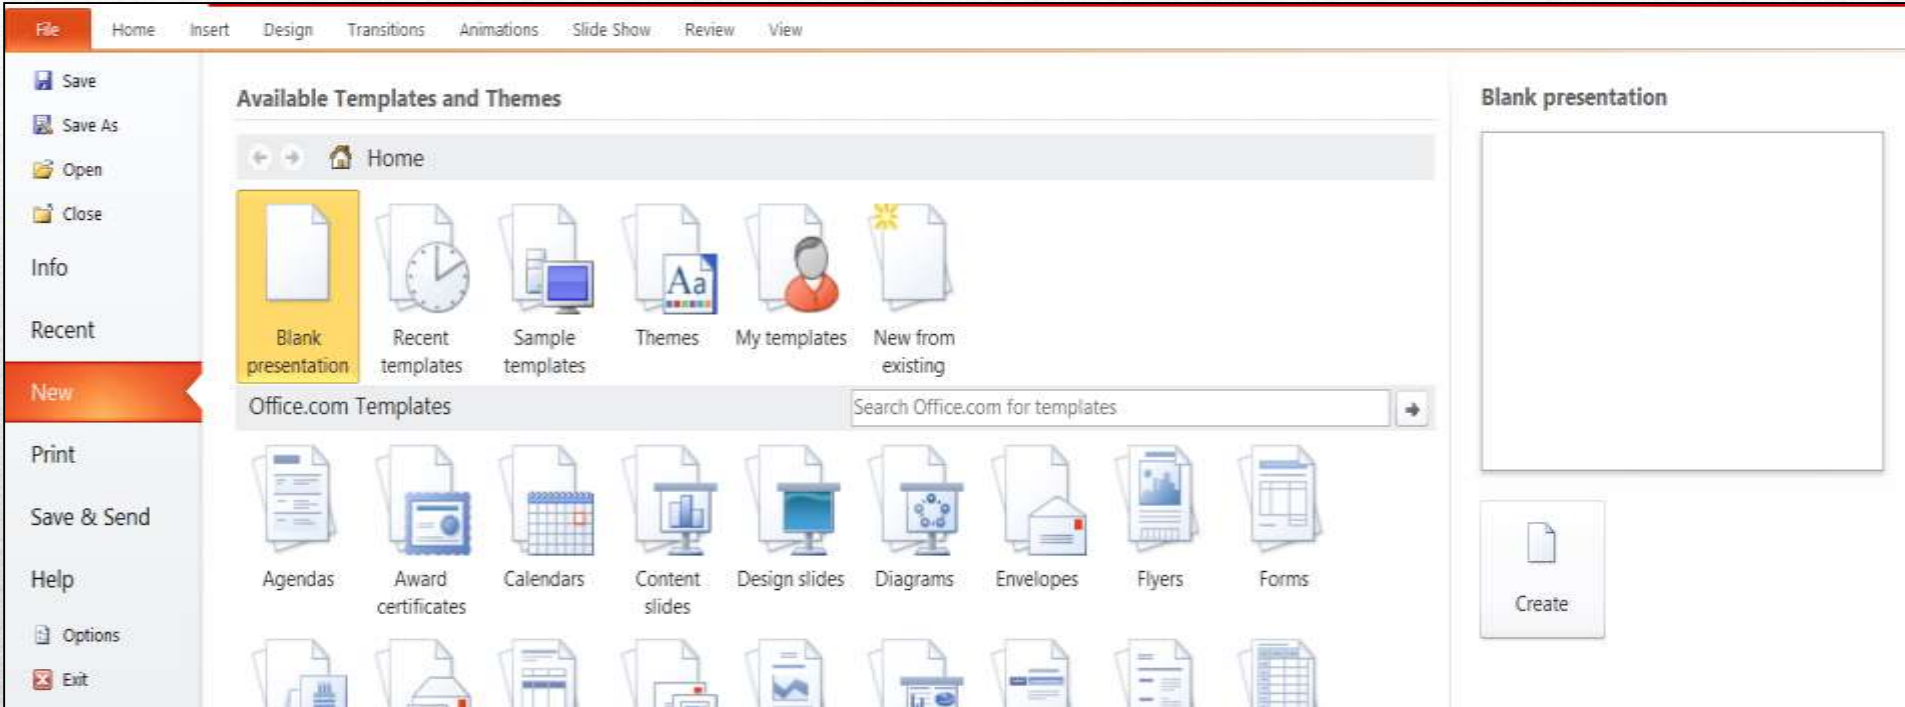 File Home Insert Design Transitions Animations Slide Show Review View
Save
Save As
Open
Close
Info
Recent
New
Print
Save & Send
Help
Options
Exit
Available Templates and Themes
Home
Blank presentation
Recent templates
Sample templates
Themes
My templates
New from existing
Office.com Templates
Search Office.com for templates
Agendas
Award certificates
Calendars
Content slides
Design slides
Diagrams
Envelopes
Flyers
Forms
Blank presentation
Create
Aa